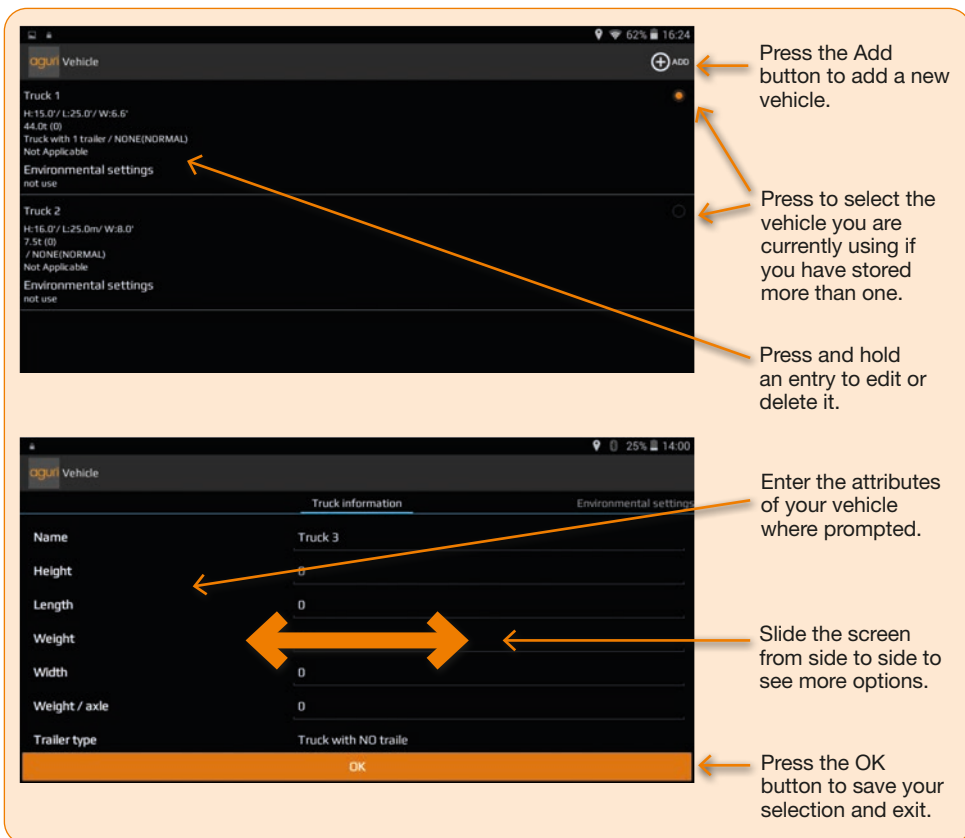 62% 16:24
aguri Vehicle
ADD
Press the Add
button to add a new
vehicle.
Truck 1
H:15.0'/ L:25.0'/ W:6.6'
44.0t (0)
Truck with 1 trailer / NONE(NORMAL)
Not Applicable
Environmental settings
not use
Truck 2
H:16.0'/ L:25.0m/ W:8.0'
7.5t (0)
/ NONE(NORMAL)
Not Applicable
Environmental settings
not use
Press to select the
vehicle you are
currently using if
you have stored
more than one.
Press and hold
an entry to edit or
delete it.
25% 14:00
aguri Vehicle
Truck information Environmental settings
Name Truck 3
Height 0
Length 0
Weight
Width 0
Weight / axle 0
Trailer type Truck with NO traile
OK
Enter the attributes
of your vehicle
where prompted.
Slide the screen
from side to side to
see more options.
Press the OK
button to save your
selection and exit.